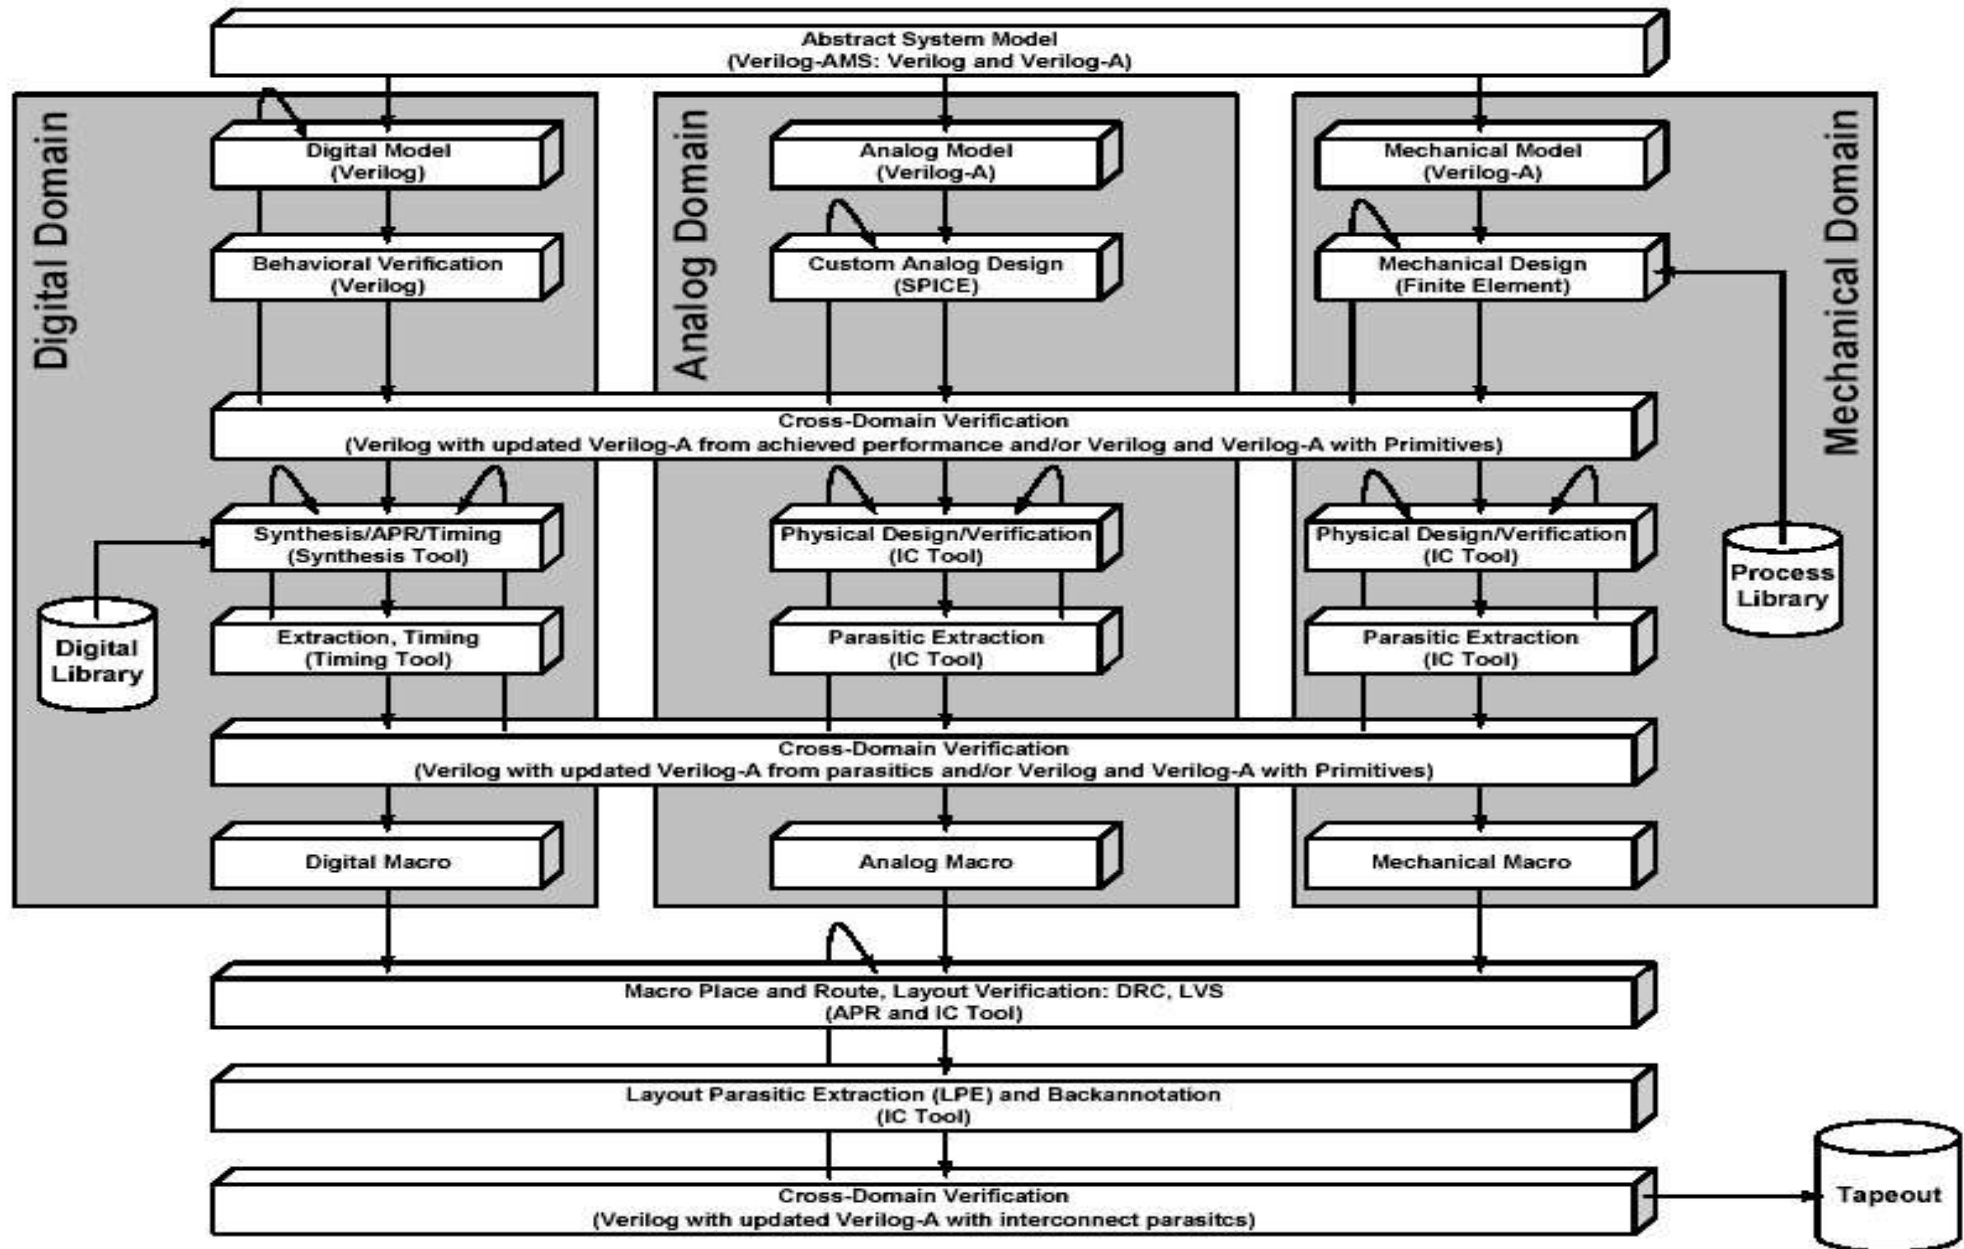 Abstract System Model
(Verilog-AMS: Verilog and Verilog-A)
Digital Domain
Analog Domain
Mechanical Domain
Digital Model
(Verilog)
Analog Model
(Verilog-A)
Mechanical Model
(Verilog-A)
Behavioral Verification
(Verilog)
Custom Analog Design
(SPICE)
Mechanical Design
(Finite Element)
Cross-Domain Verification
(Verilog with updated Verilog-A from achieved performance and/or Verilog and Verilog-A with Primitives)
Synthesis/APR/Timing
(Synthesis Tool)
Physical Design/Verification
(IC Tool)
Physical Design/Verification
(IC Tool)
Process
Library
Digital
Library
Extraction, Timing
(Timing Tool)
Parasitic Extraction
(IC Tool)
Parasitic Extraction
(IC Tool)
Cross-Domain Verification
(Verilog with updated Verilog-A from parasitics and/or Verilog and Verilog-A with Primitives)
Digital Macro
Analog Macro
Mechanical Macro
Macro Place and Route, Layout Verification: DRC, LVS
(APR and IC Tool)
Layout Parasitic Extraction (LPE) and Backannotation
(IC Tool)
Cross-Domain Verification
(Verilog with updated Verilog-A with interconnect parasitcs)
Tapeout